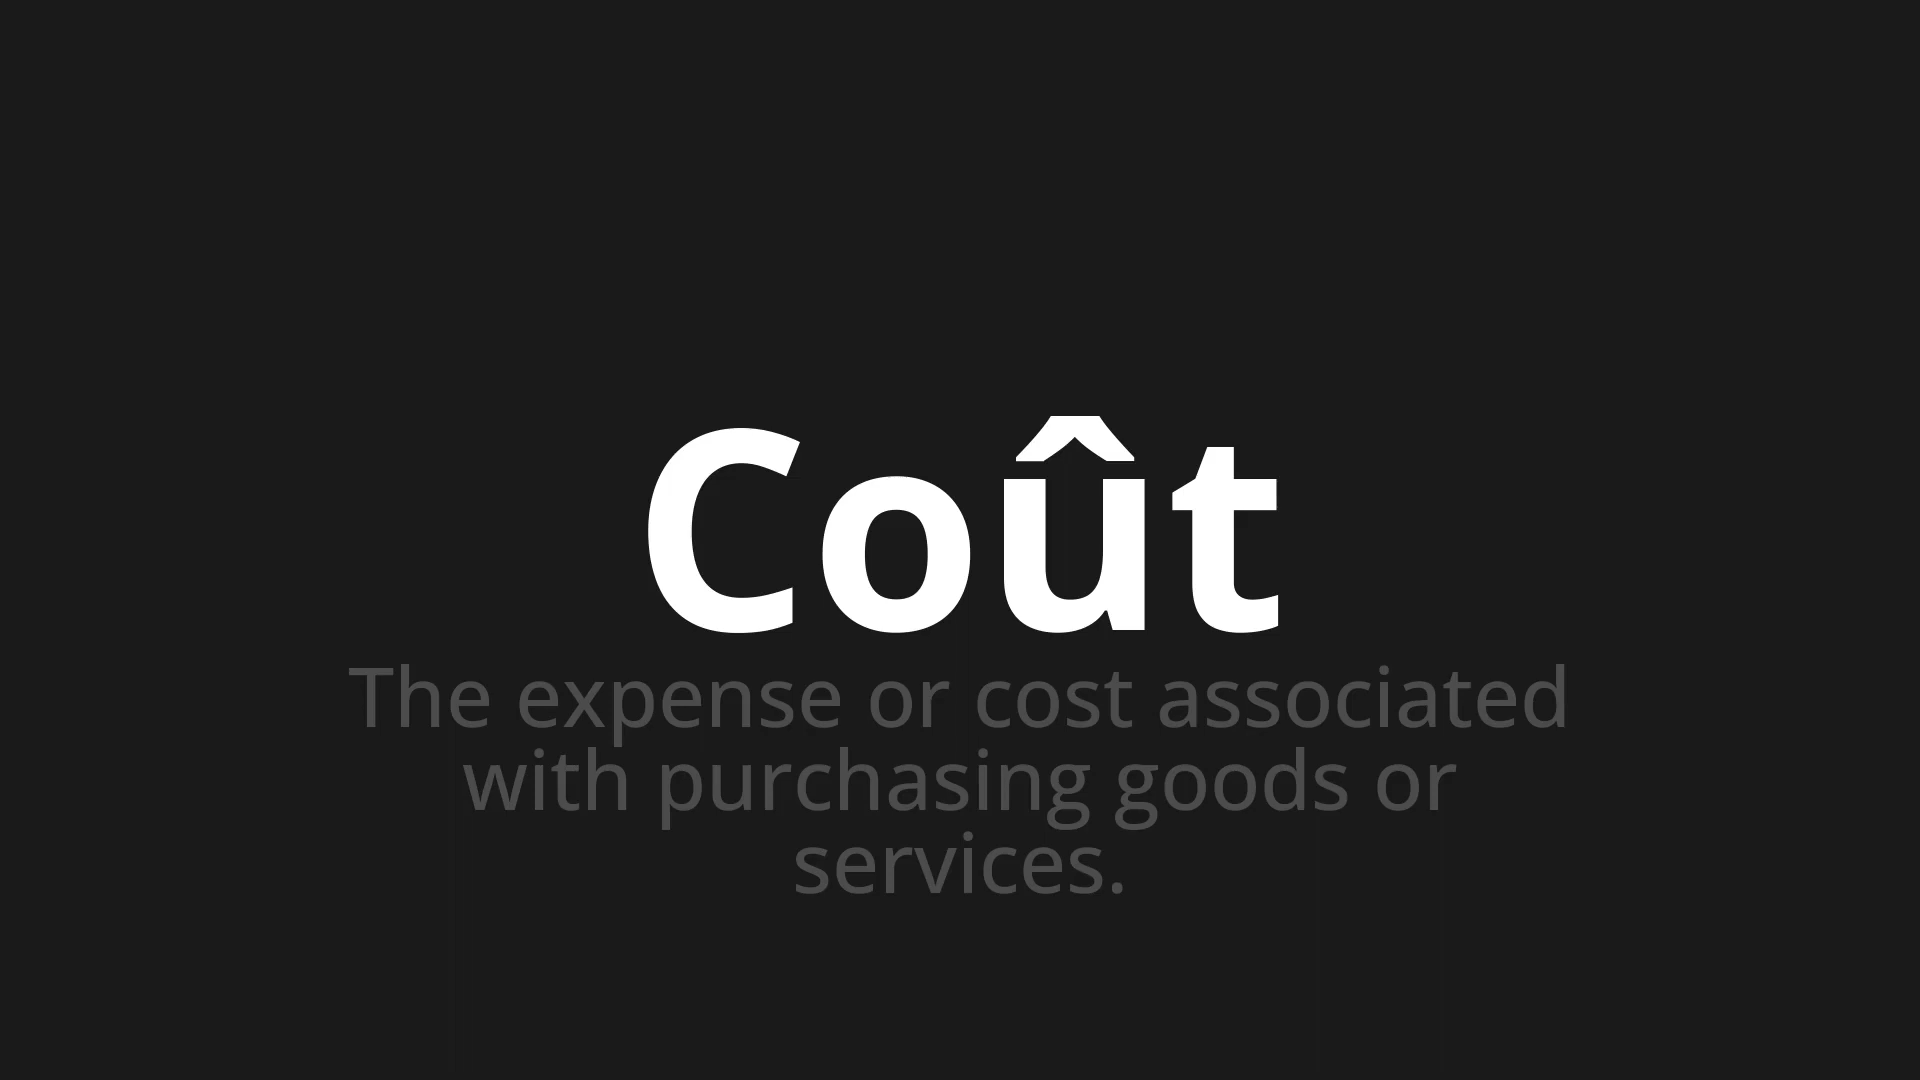 Coût
The expense or cost associated
with purchasing goods or
services.